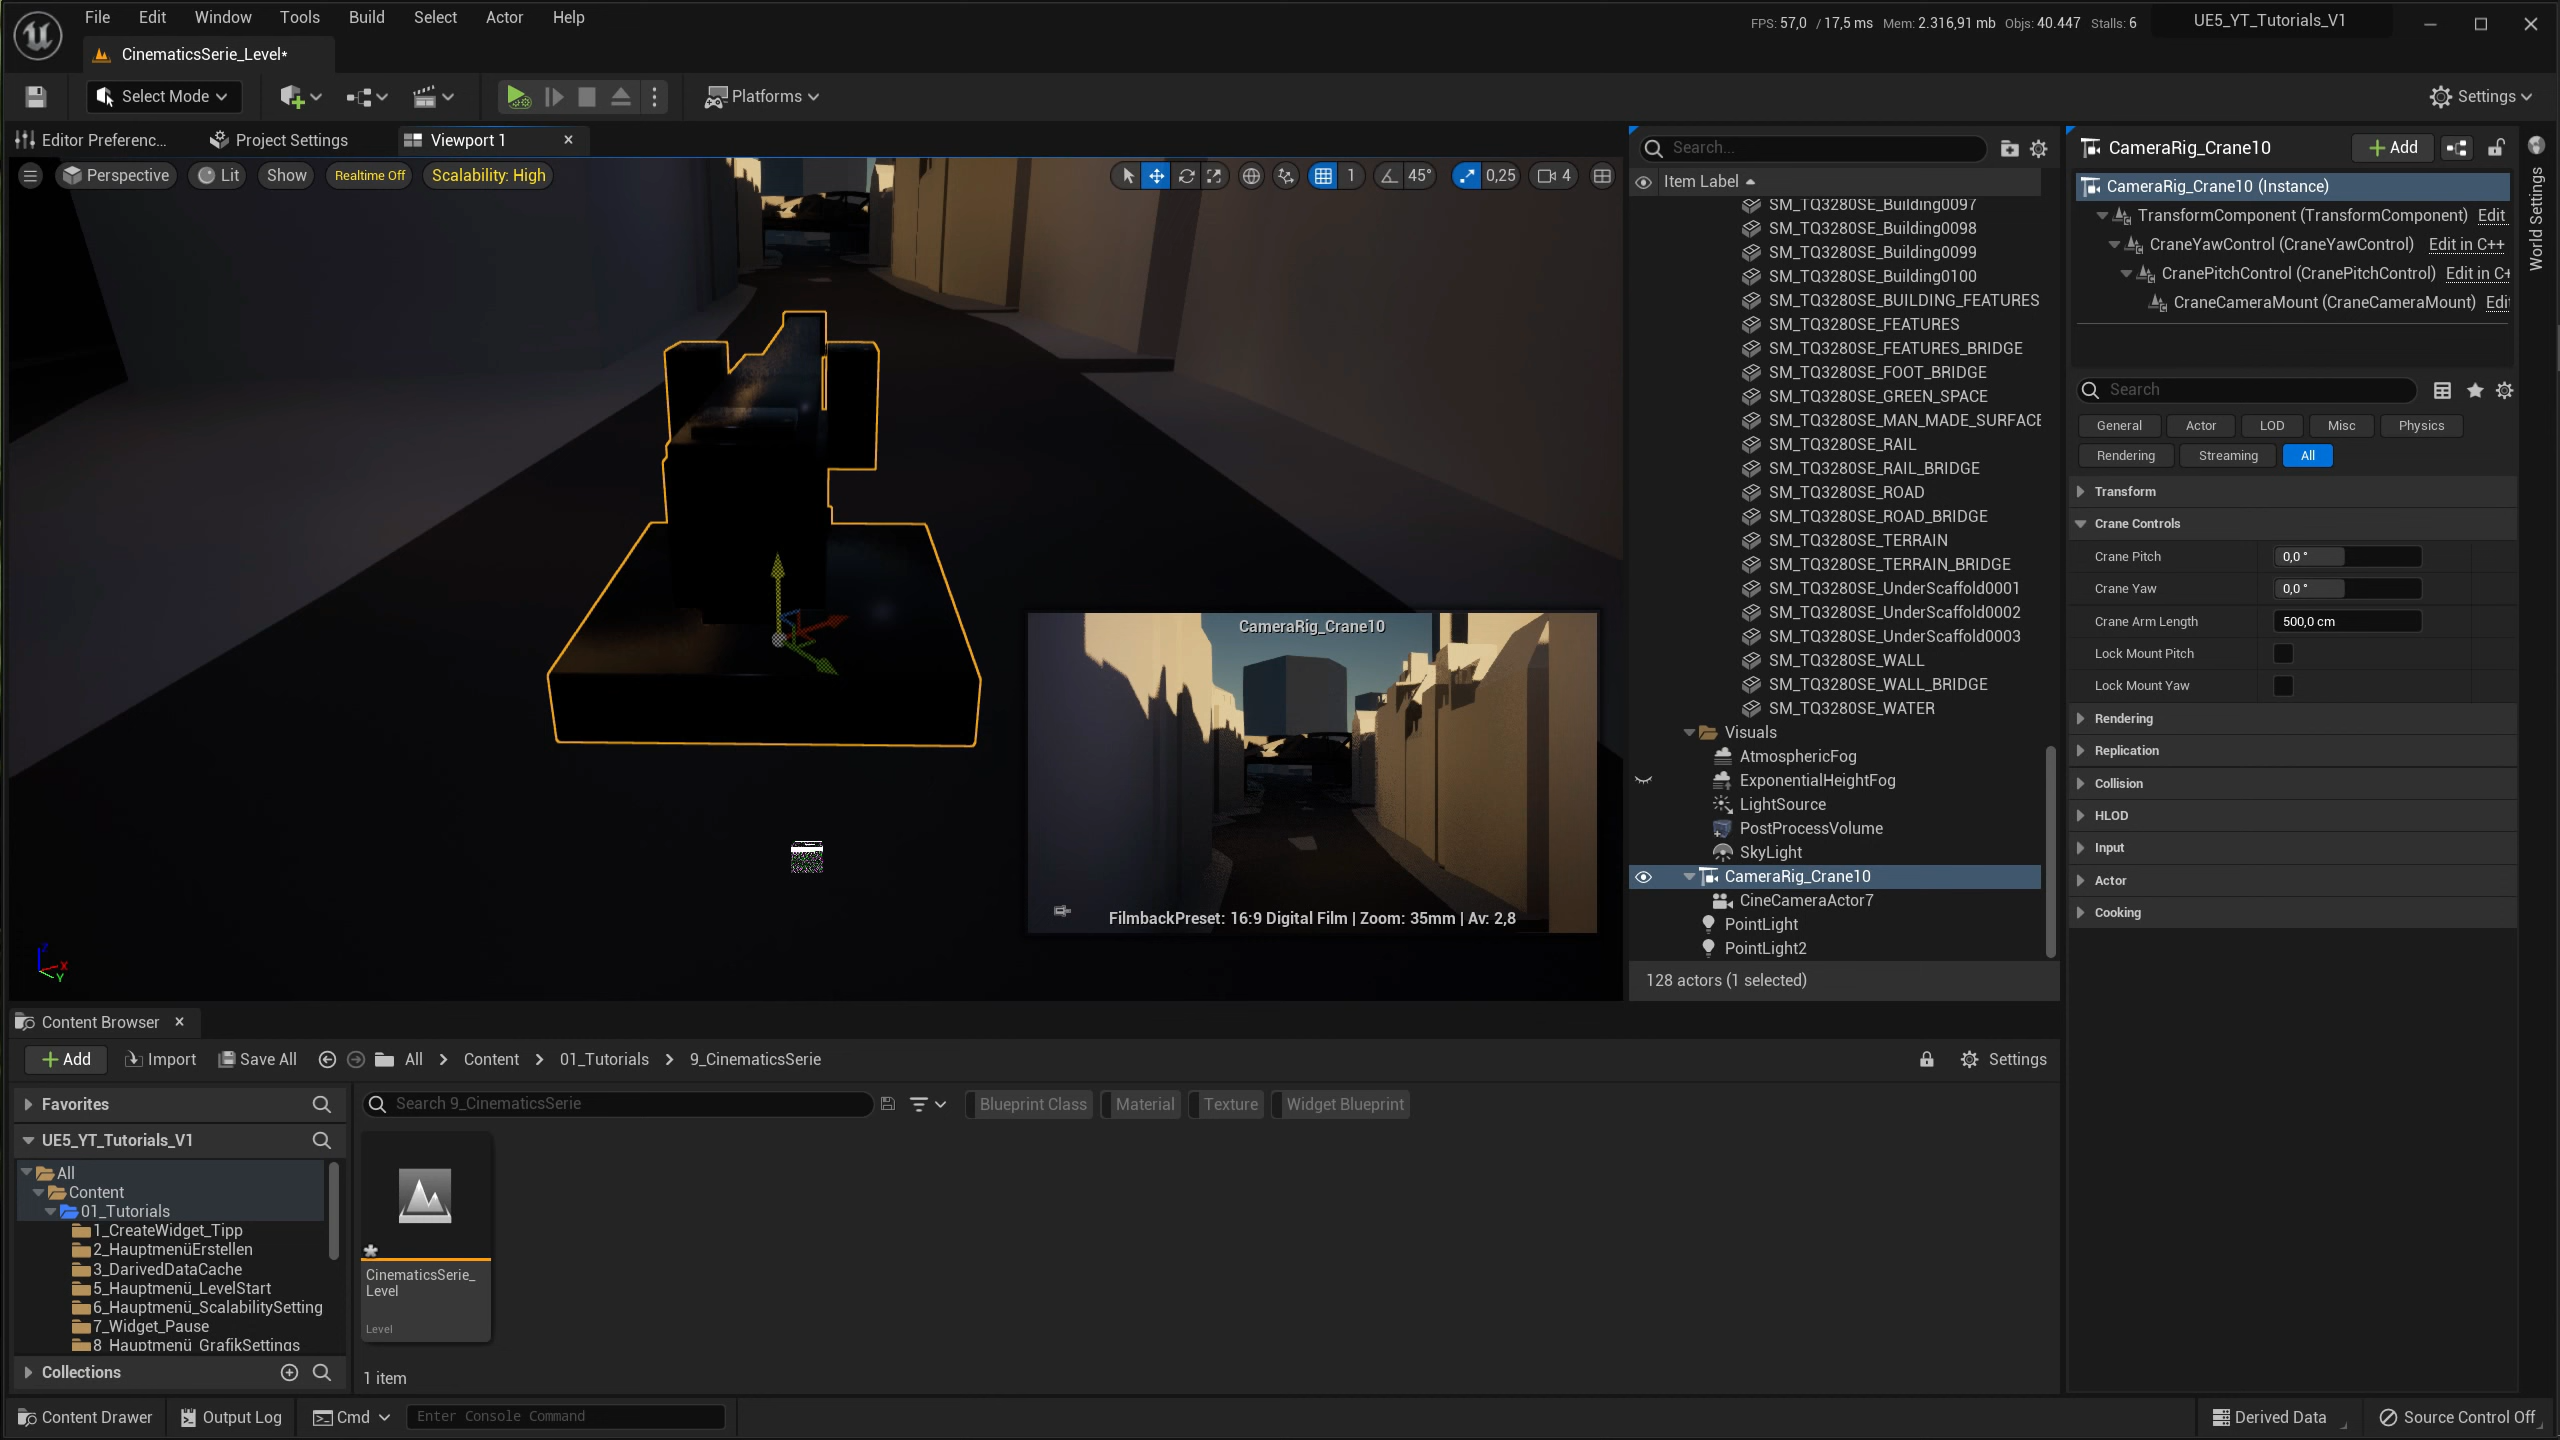 File Edit Window Tools Build Select Actor Help
FPS: 57,0 / 17,5 ms Mem: 2.316,91 mb Objs: 40.447 Stalls: 6
UE5_YT_Tutorials_V1
CinematicsSerie_Level*
Select Mode
Platforms
Settings
Editor Preferenc...
Project Settings
Viewport 1
Perspective
Lit
Show
Realtime Off
Scalability: High
1
45°
0,25
4
CameraRig_Crane10
FilmbackPreset: 16:9 Digital Film | Zoom: 35mm | Av: 2,8
Z
X
Y
Search...
Item Label
SM_TQ3280SE_Building0097
SM_TQ3280SE_Building0098
SM_TQ3280SE_Building0099
SM_TQ3280SE_Building0100
SM_TQ3280SE_BUILDING_FEATURES
SM_TQ3280SE_FEATURES
SM_TQ3280SE_FEATURES_BRIDGE
SM_TQ3280SE_FOOT_BRIDGE
SM_TQ3280SE_GREEN_SPACE
SM_TQ3280SE_MAN_MADE_SURFACE
SM_TQ3280SE_RAIL
SM_TQ3280SE_RAIL_BRIDGE
SM_TQ3280SE_ROAD
SM_TQ3280SE_ROAD_BRIDGE
SM_TQ3280SE_TERRAIN
SM_TQ3280SE_TERRAIN_BRIDGE
SM_TQ3280SE_UnderScaffold0001
SM_TQ3280SE_UnderScaffold0002
SM_TQ3280SE_UnderScaffold0003
SM_TQ3280SE_WALL
SM_TQ3280SE_WALL_BRIDGE
SM_TQ3280SE_WATER
Visuals
AtmosphericFog
ExponentialHeightFog
LightSource
PostProcessVolume
SkyLight
CameraRig_Crane10
CineCameraActor7
PointLight
PointLight2
128 actors (1 selected)
CameraRig_Crane10
Add
CameraRig_Crane10 (Instance)
TransformComponent (TransformComponent) Edit
CraneYawControl (CraneYawControl) Edit in C++
CranePitchControl (CranePitchControl) Edit in C+
CraneCameraMount (CraneCameraMount) Edi
World Settings
Search
General
Actor
LOD
Misc
Physics
Rendering
Streaming
All
Transform
Crane Controls
Crane Pitch 0,0 °
Crane Yaw 0,0 °
Crane Arm Length 500,0 cm
Lock Mount Pitch
Lock Mount Yaw
Rendering
Replication
Collision
HLOD
Input
Actor
Cooking
Content Browser
Add
Import
Save All
All > Content > 01_Tutorials > 9_CinematicsSerie
Settings
Favorites
UE5_YT_Tutorials_V1
All
Content
01_Tutorials
1_CreateWidget_Tipp
2_HauptmenüErstellen
3_DarivedDataCache
5_Hauptmenü_LevelStart
6_Hauptmenü_ScalabilitySetting
7_Widget_Pause
8_Hauptmenü_GrafikSettings
Collections
Search 9_CinematicsSerie
Blueprint Class
Material
Texture
Widget Blueprint
CinematicsSerie_
Level
Level
1 item
Content Drawer
Output Log
Cmd
Enter Console Command
Derived Data
Source Control Off